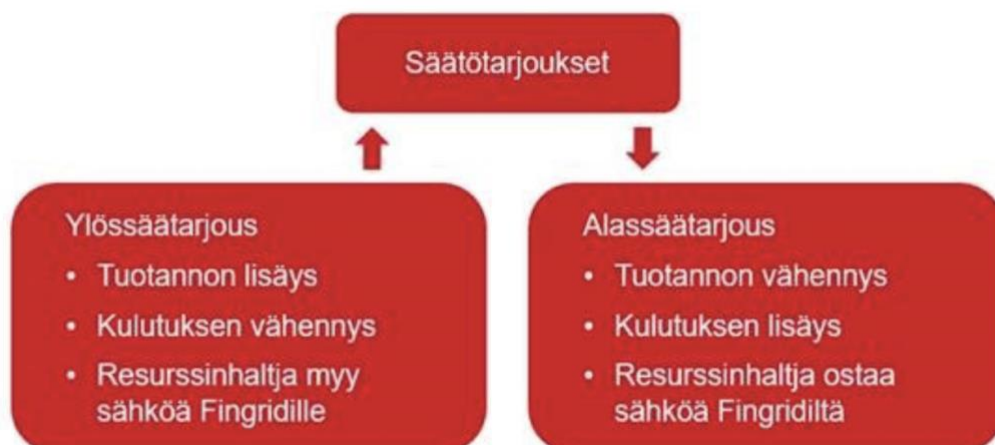 Säätötarjoukset
Ylössäätarjous
• Tuotannon lisäys
• Kulutuksen vähennys
• Resurssinhaltja myy
sähköä Fingridille
Alassäätarjous
• Tuotannon vähennys
• Kulutuksen lisäys
• Resurssinhaltja ostaa
sähköä Fingridiltä